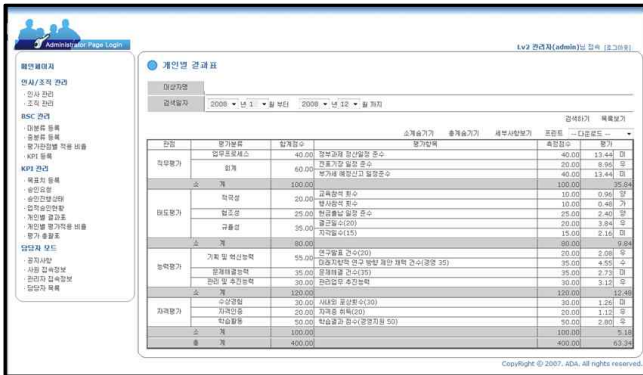 Administrator Page Login
Lv2 관리자(admin)님 접속 [로그아웃]
메인페이지
인사/조직 관리
· 인사 관리
· 조직 관리
BSC 관리
· 대분류 등록
· 중분류 등록
· 평가관점별 적용 비율
· KPI 등록
KPI 관리
· 목표치 등록
· 승인요청
· 승인진행상태
· 업적승인현황
· 개인별 결과표
· 개인별 평가적용 비율
· 평가 총괄표
담당자 모드
· 공지사항
· 사원 접속정보
· 관리자 접속정보
· 담당자 목록
개인별 결과표
대상자명
검색일자 2008 년 1 월 부터 2008 년 12 월 까지
검색하기 목록보기
소계숨기기 총계숨기기 세부사항보기 프린트 -- 다운로드 --
관점 평가분류 합계점수 평가항목 측정점수 평가
직무평가 업무프로세스 40.00 정부과제 정산일정 준수 40.00 13.44 미
회계 60.00 전표기장 일정 준수 20.00 8.96 우
부가세 예정신고 일정준수 40.00 13.44 미
소 계 100.00 100.00 35.84
태도평가 적극성 20.00 교육참석 횟수 10.00 0.96 양
행사참석 횟수 10.00 0.48 가
협조성 25.00 현금출납 일정 준수 25.00 2.40 양
규율성 35.00 결근일수(20) 20.00 3.84 우
지각일수(15) 15.00 2.16 미
소 계 80.00 80.00 9.84
능력평가 기획 및 혁신능력 55.00 연구발표 건수(20) 20.00 2.08 우
미래지향적 연구 방향 제안 채택 건수(경영 35) 35.00 4.55 수
문제해결능력 35.00 문제해결 건수(35) 35.00 2.73 미
관리 및 추진능력 30.00 관리업무 추진능력 30.00 3.12 우
소 계 120.00 120.00 12.48
자격평가 수상경험 30.00 사내외 포상횟수(30) 30.00 1.26 미
자격인증 20.00 자격증 취득(20) 20.00 1.12 우
학습활동 50.00 학습결과 점수(경영지원 50) 50.00 2.80 우
소 계 100.00 100.00 5.18
총 계 400.00 400.00 63.34
CopyRight © 2007. ADA. All rights reserved.